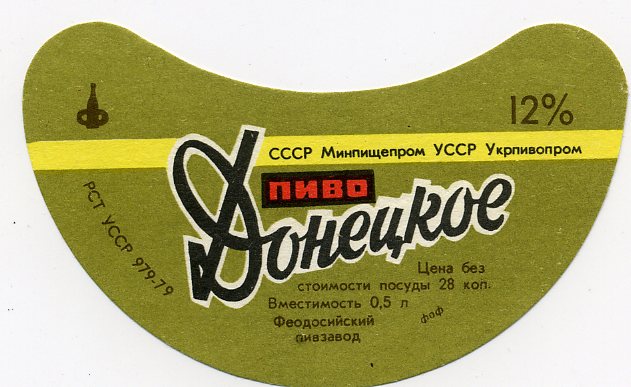 12%
СССР Минпищепром УССР Укрпивопром
ПИВО
Донецкое
РСТ УССР 979-79
Цена без
стоимости посуды 28 коп.
Вместимость 0,5 л
Феодосийский
пивзавод
фоф